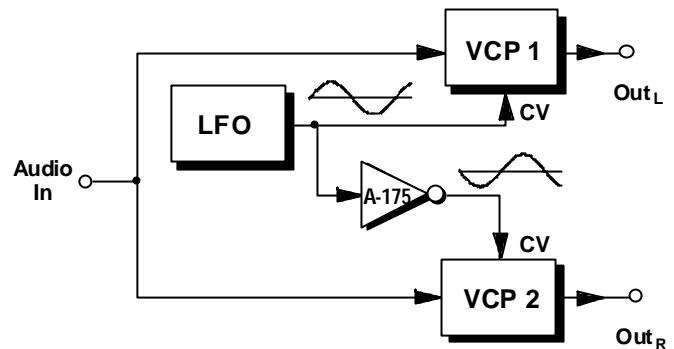 VCP 1
Out L
LFO
CV
Audio
In
A-175
CV
VCP 2
Out R